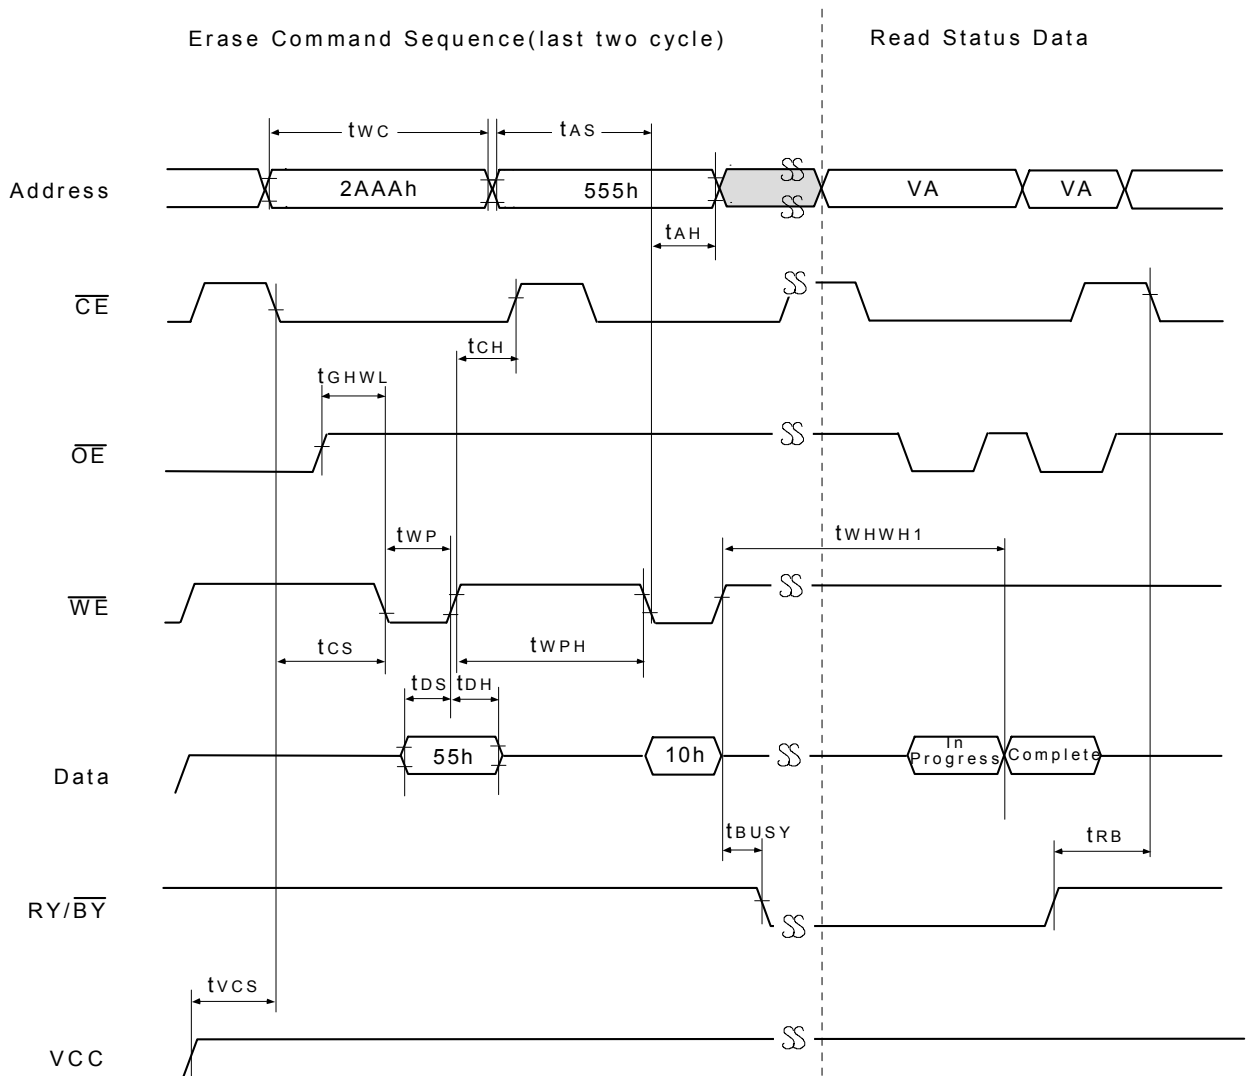 Erase Command Sequence(last two cycle)
Read Status Data
tWC
tAS
Address
2AAAh
555h
VA
VA
tAH
CE
tCH
tGHWL
OE
tWP
tWHWH1
WE
tCS
tWPH
tDS
tDH
Data
55h
10h
In
Progress
Complete
tBUSY
tRB
RY/BY
tVCS
VCC